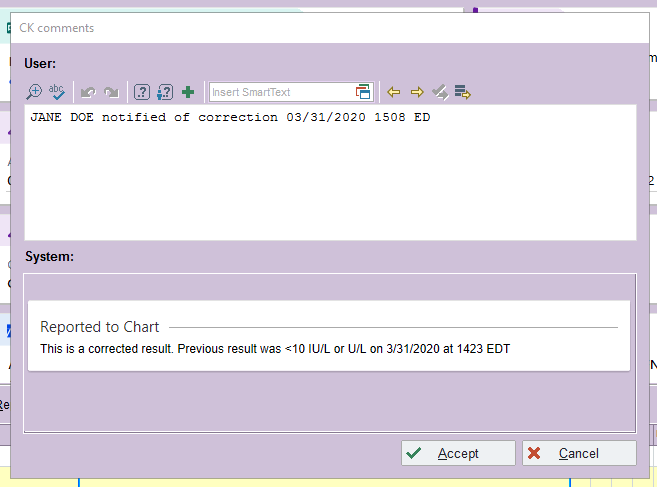 CK comments
User:
abc
Insert SmartText
JANE DOE notified of correction 03/31/2020 1508 ED
System:
Reported to Chart
This is a corrected result. Previous result was <10 IU/L or U/L on 3/31/2020 at 1423 EDT
Accept
Cancel